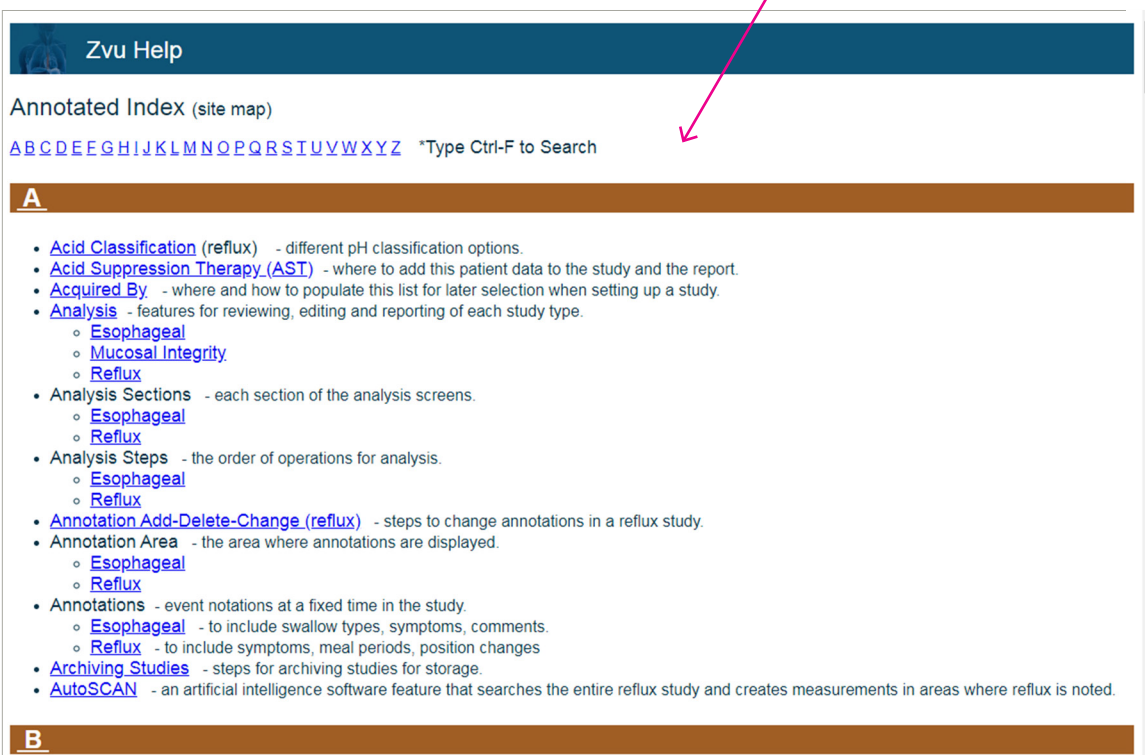 Zvu Help
Annotated Index (site map)
A B C D E F G H I J K L M N O P Q R S T U V W X Y Z *Type Ctrl-F to Search
A
• Acid Classification (reflux) - different pH classification options.
• Acid Suppression Therapy (AST) - where to add this patient data to the study and the report.
• Acquired By - where and how to populate this list for later selection when setting up a study.
• Analysis - features for reviewing, editing and reporting of each study type.
◦ Esophageal
◦ Mucosal Integrity
◦ Reflux
• Analysis Sections - each section of the analysis screens.
◦ Esophageal
◦ Reflux
• Analysis Steps - the order of operations for analysis.
◦ Esophageal
◦ Reflux
• Annotation Add-Delete-Change (reflux) - steps to change annotations in a reflux study.
• Annotation Area - the area where annotations are displayed.
◦ Esophageal
◦ Reflux
• Annotations - event notations at a fixed time in the study.
◦ Esophageal - to include swallow types, symptoms, comments.
◦ Reflux - to include symptoms, meal periods, position changes
• Archiving Studies - steps for archiving studies for storage.
• AutoSCAN - an artificial intelligence software feature that searches the entire reflux study and creates measurements in areas where reflux is noted.
B